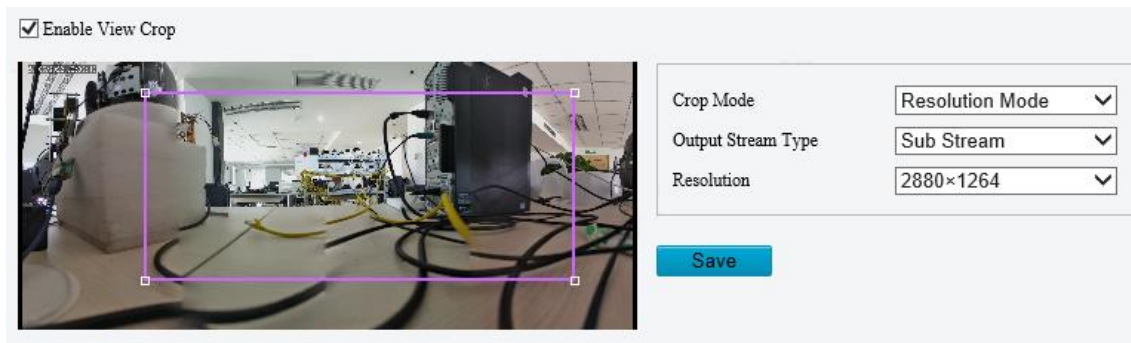 Enable View Crop
Crop Mode
Resolution Mode
Output Stream Type
Sub Stream
Resolution
2880×1264
Save